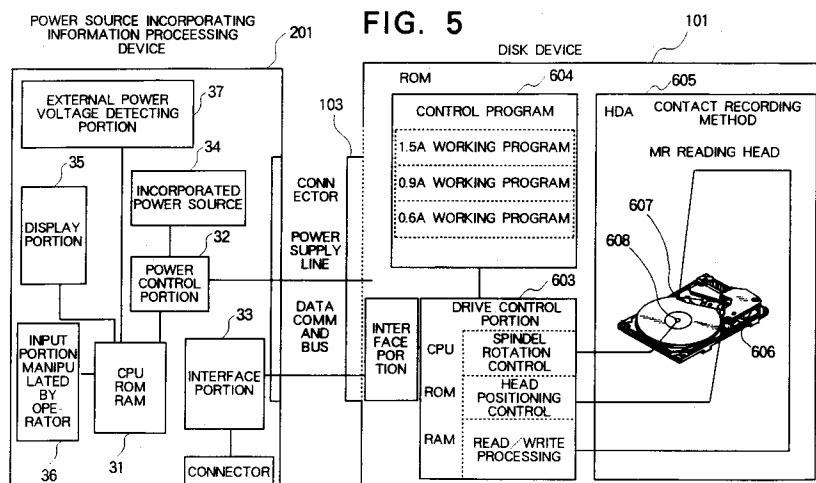 FIG. 5
POWER SOURCE INCORPORATING
INFORMATION PROCEESSING
DEVICE
201
EXTERNAL POWER
VOLTAGE DETECTING
PORTION
37
35
DISPLAY
PORTION
34
INCORPORATED
POWER SOURCE
32
POWER
CONTROL
PORTION
33
INTERFACE
PORTION
INPUT
PORTION
MANIPU
LATED
BY OPE-
RATOR
36
CPU
ROM
RAM
31
CONNECTOR
103
CONN
ECTOR
POWER
SUPPLY
LINE
DATA
COMM
AND
BUS
DISK DEVICE
101
ROM
604
CONTROL PROGRAM
1.5A WORKING PROGRAM
0.9A WORKING PROGRAM
0.6A WORKING PROGRAM
603
INTER
FACE
POR
TION
DRIVE CONTROL
PORTION
CPU
ROM
RAM
SPINDEL
ROTATION
CONTROL
HEAD
POSITIONING
CONTROL
READ/WRITE
PROCESSING
605
HDA
CONTACT RECORDING
METHOD
MR READING HEAD
607
608
606